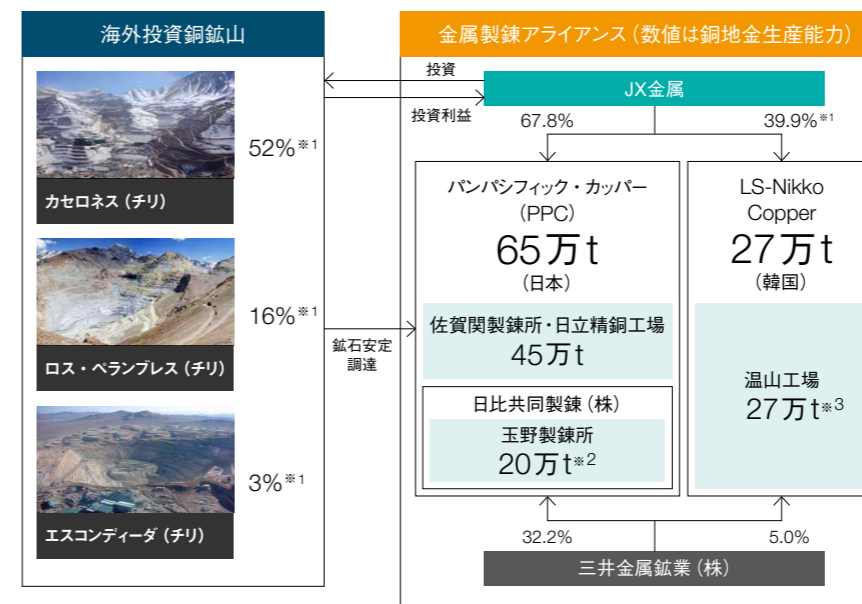 海外投資銅鉱山
52%※1
カセロネス（チリ）
16%※1
ロス・ペランブレス（チリ）
3%※1
エスコンディーダ（チリ）
金属製錬アライアンス（数値は銅地金生産能力）
投資
投資利益
JX金属
67.8%
39.9%※1
鉱石安定
調達
パンパシフィック・カッパー
（PPC）
65万t
（日本）
佐賀関製錬所・日立精銅工場
45万t
日比共同製錬（株）
玉野製錬所
20万t※2
LS-Nikko
Copper
27万t
（韓国）
温山工場
27万t※3
32.2%
5.0%
三井金属鉱業（株）